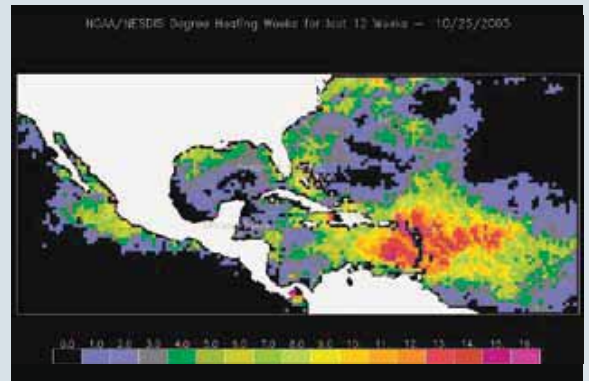 NOAA/NESDIS Degree Heating Weeks for last 12 Weeks – 10/25/2005
0.0 1.0 2.0 3.0 4.0 5.0 6.0 7.0 8.0 9.0 10. 11. 12. 13. 14. 15. 16.